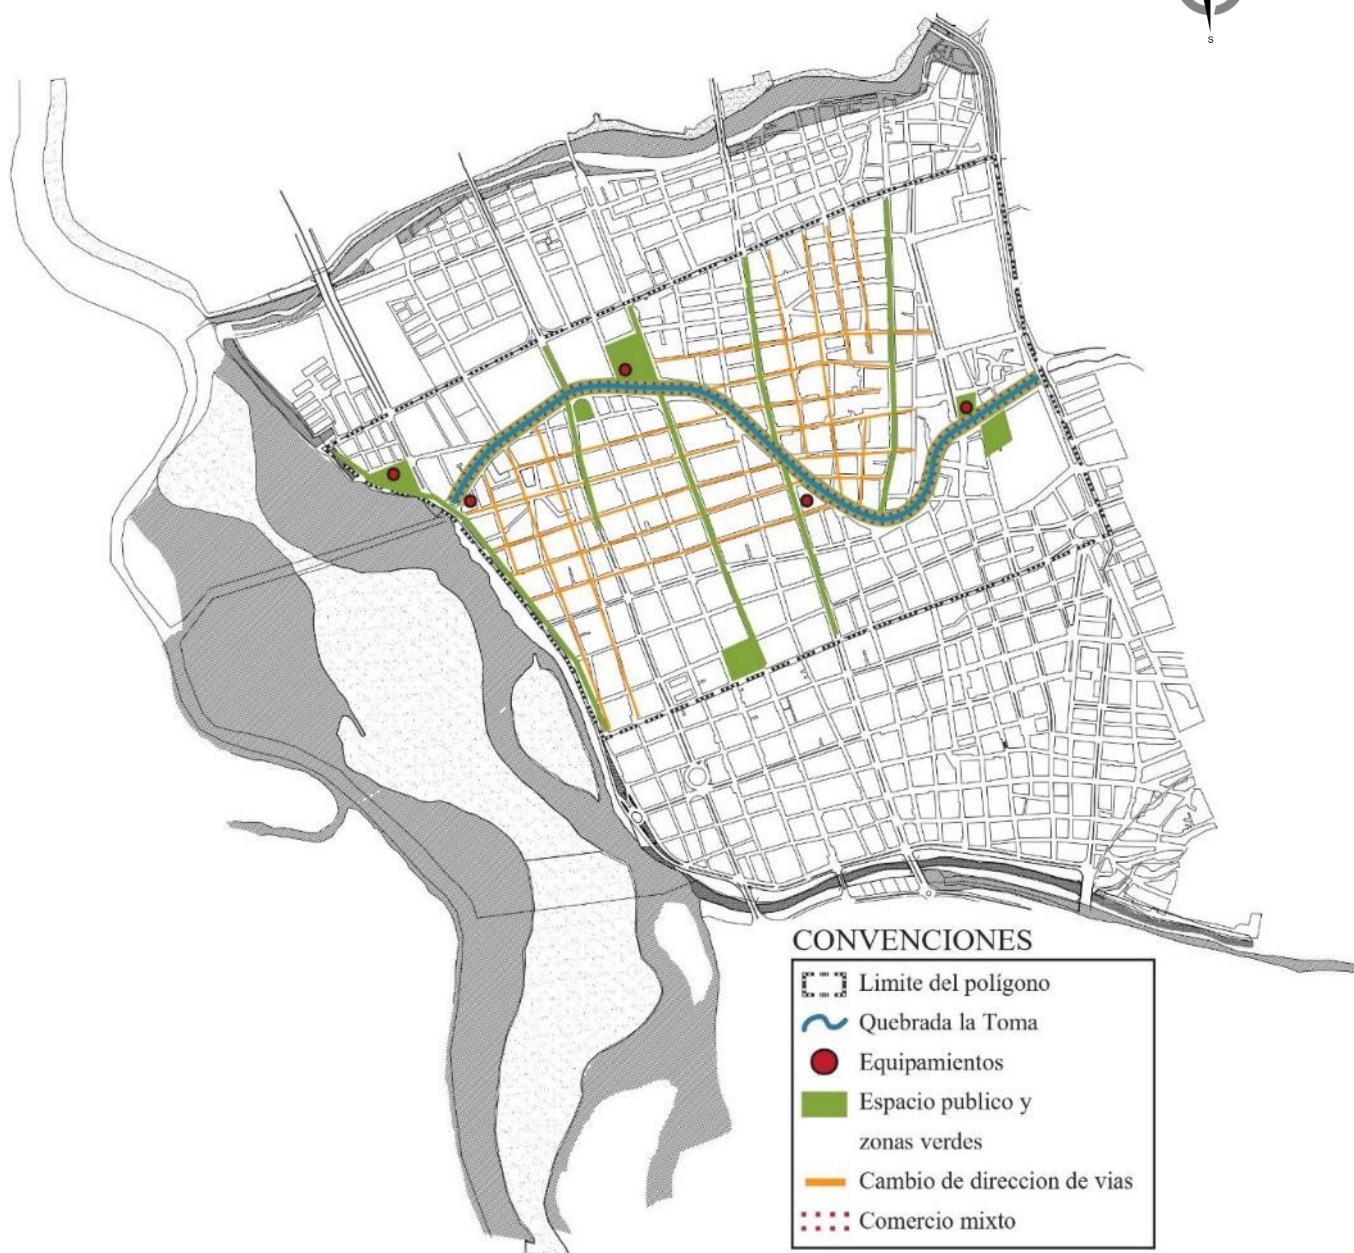 S
CONVENCIONES
Limite del polígono
Quebrada la Toma
Equipamientos
Espacio publico y
zonas verdes
Cambio de direccion de vias
Comercio mixto